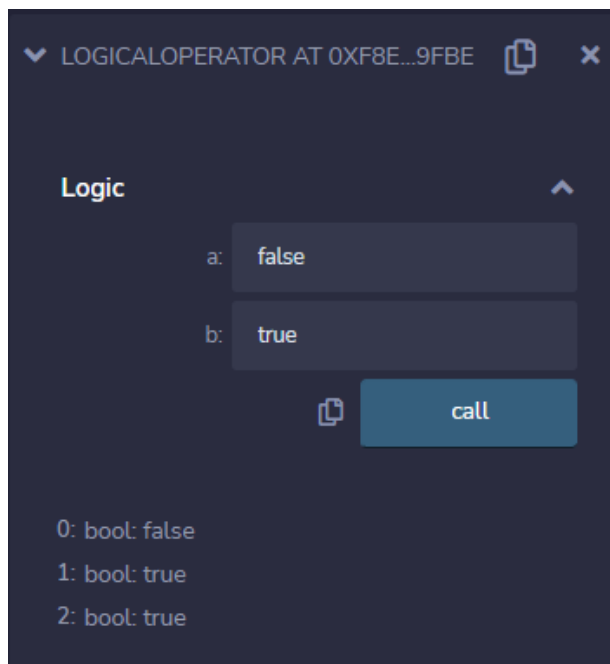 LOGICALOPERATOR AT 0XF8E...9FBE
Logic
a: false
b: true
call
0: bool: false
1: bool: true
2: bool: true